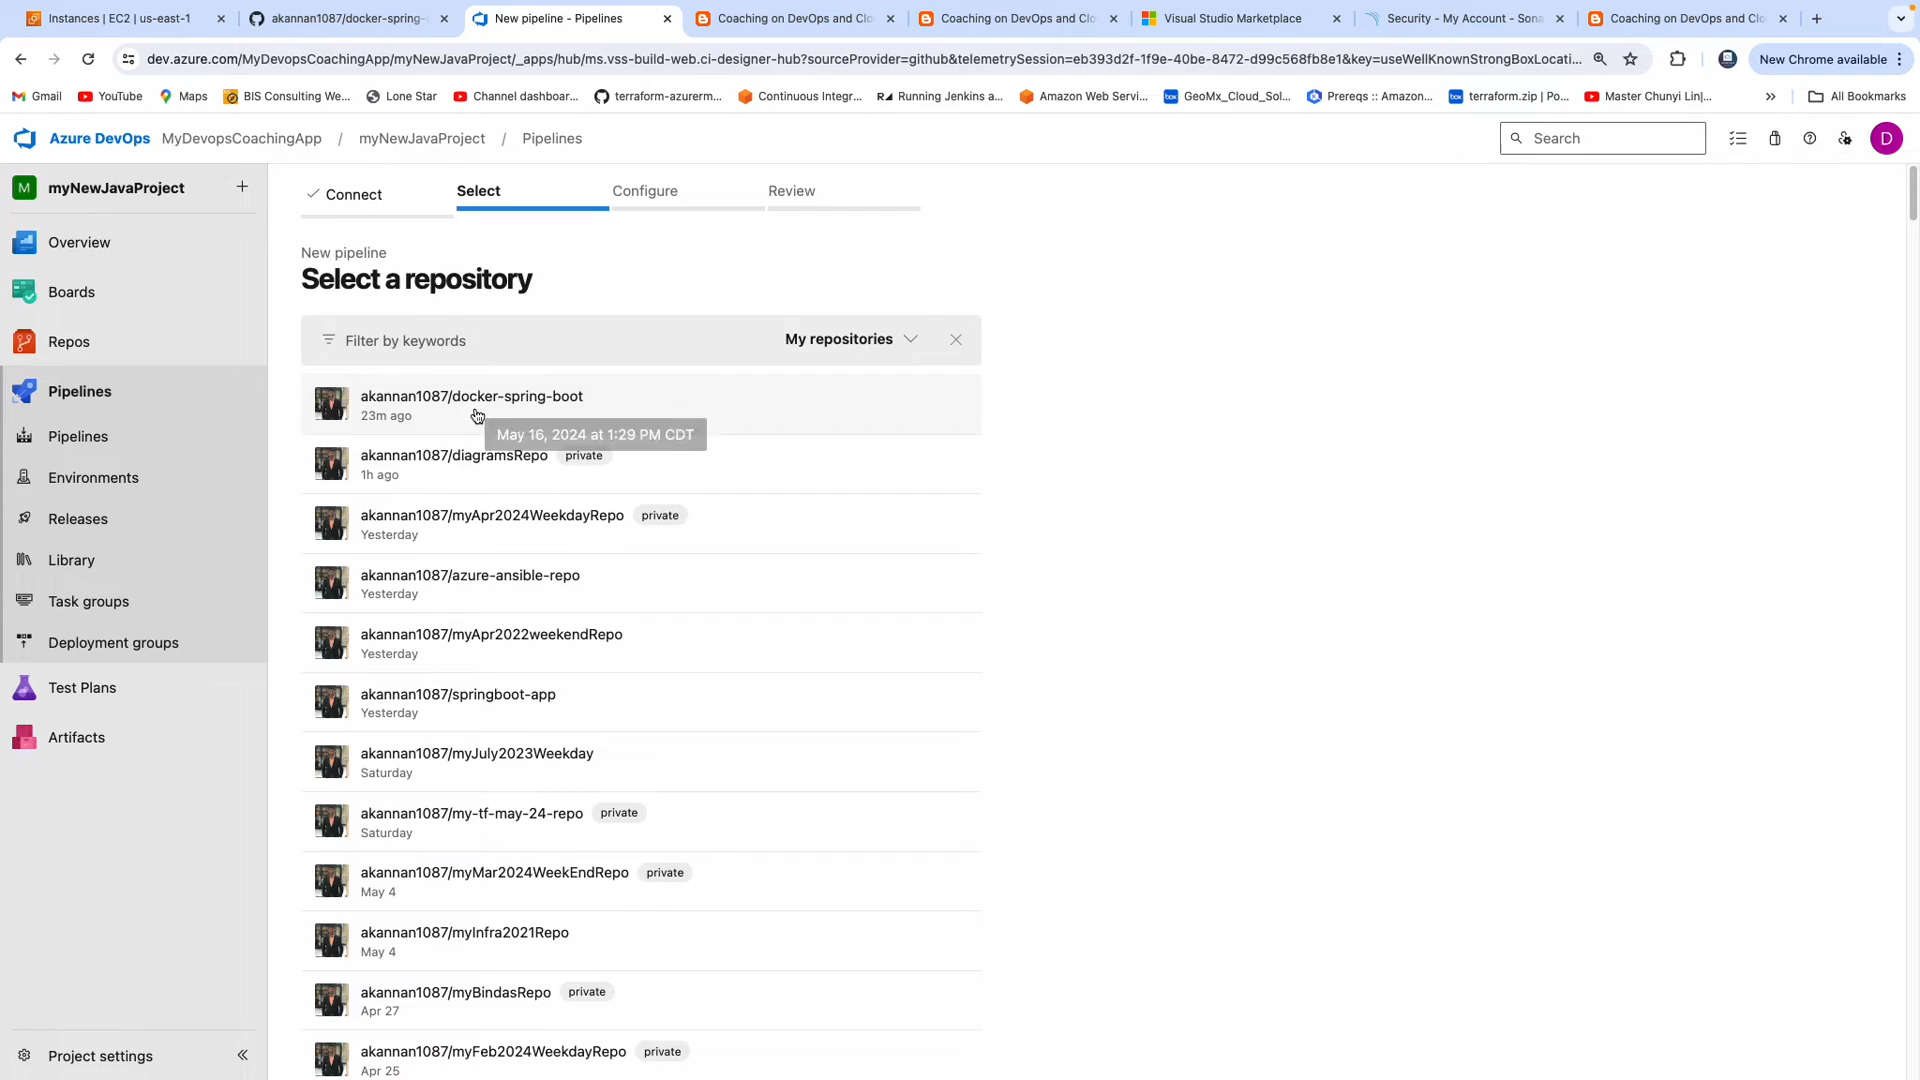 Instances | EC2 | us-east-1
akannan1087/docker-spring-
New pipeline - Pipelines
Coaching on DevOps and Clo
Coaching on DevOps and Clo
Visual Studio Marketplace
Security - My Account - Sona
Coaching on DevOps and Clo
dev.azure.com/MyDevopsCoachingApp/myNewJavaProject/_apps/hub/ms.vss-build-web.ci-designer-hub?sourceProvider=github&telemetrySession=eb393d2f-1f9e-40be-8472-d99c568fb8e1&key=useWellKnownStrongBoxLocati...
New Chrome available
Gmail
YouTube
Maps
BIS Consulting We...
Lone Star
Channel dashboar...
terraform-azurerm...
Continuous Integr...
Running Jenkins a...
Amazon Web Servi...
GeoMx_Cloud_Sol...
Prereqs :: Amazon...
terraform.zip | Po...
Master Chunyi Lin|...
All Bookmarks
Azure DevOps MyDevopsCoachingApp / myNewJavaProject / Pipelines
Search
D
M myNewJavaProject
Overview
Boards
Repos
Pipelines
Pipelines
Environments
Releases
Library
Task groups
Deployment groups
Test Plans
Artifacts
Project settings
Connect
Select
Configure
Review
New pipeline
Select a repository
Filter by keywords
My repositories
akannan1087/docker-spring-boot
23m ago
May 16, 2024 at 1:29 PM CDT
akannan1087/diagramsRepo private
1h ago
akannan1087/myApr2024WeekdayRepo private
Yesterday
akannan1087/azure-ansible-repo
Yesterday
akannan1087/myApr2022weekendRepo
Yesterday
akannan1087/springboot-app
Yesterday
akannan1087/myJuly2023Weekday
Saturday
akannan1087/my-tf-may-24-repo private
Saturday
akannan1087/myMar2024WeekEndRepo private
May 4
akannan1087/myInfra2021Repo
May 4
akannan1087/myBindasRepo private
Apr 27
akannan1087/myFeb2024WeekdayRepo private
Apr 25